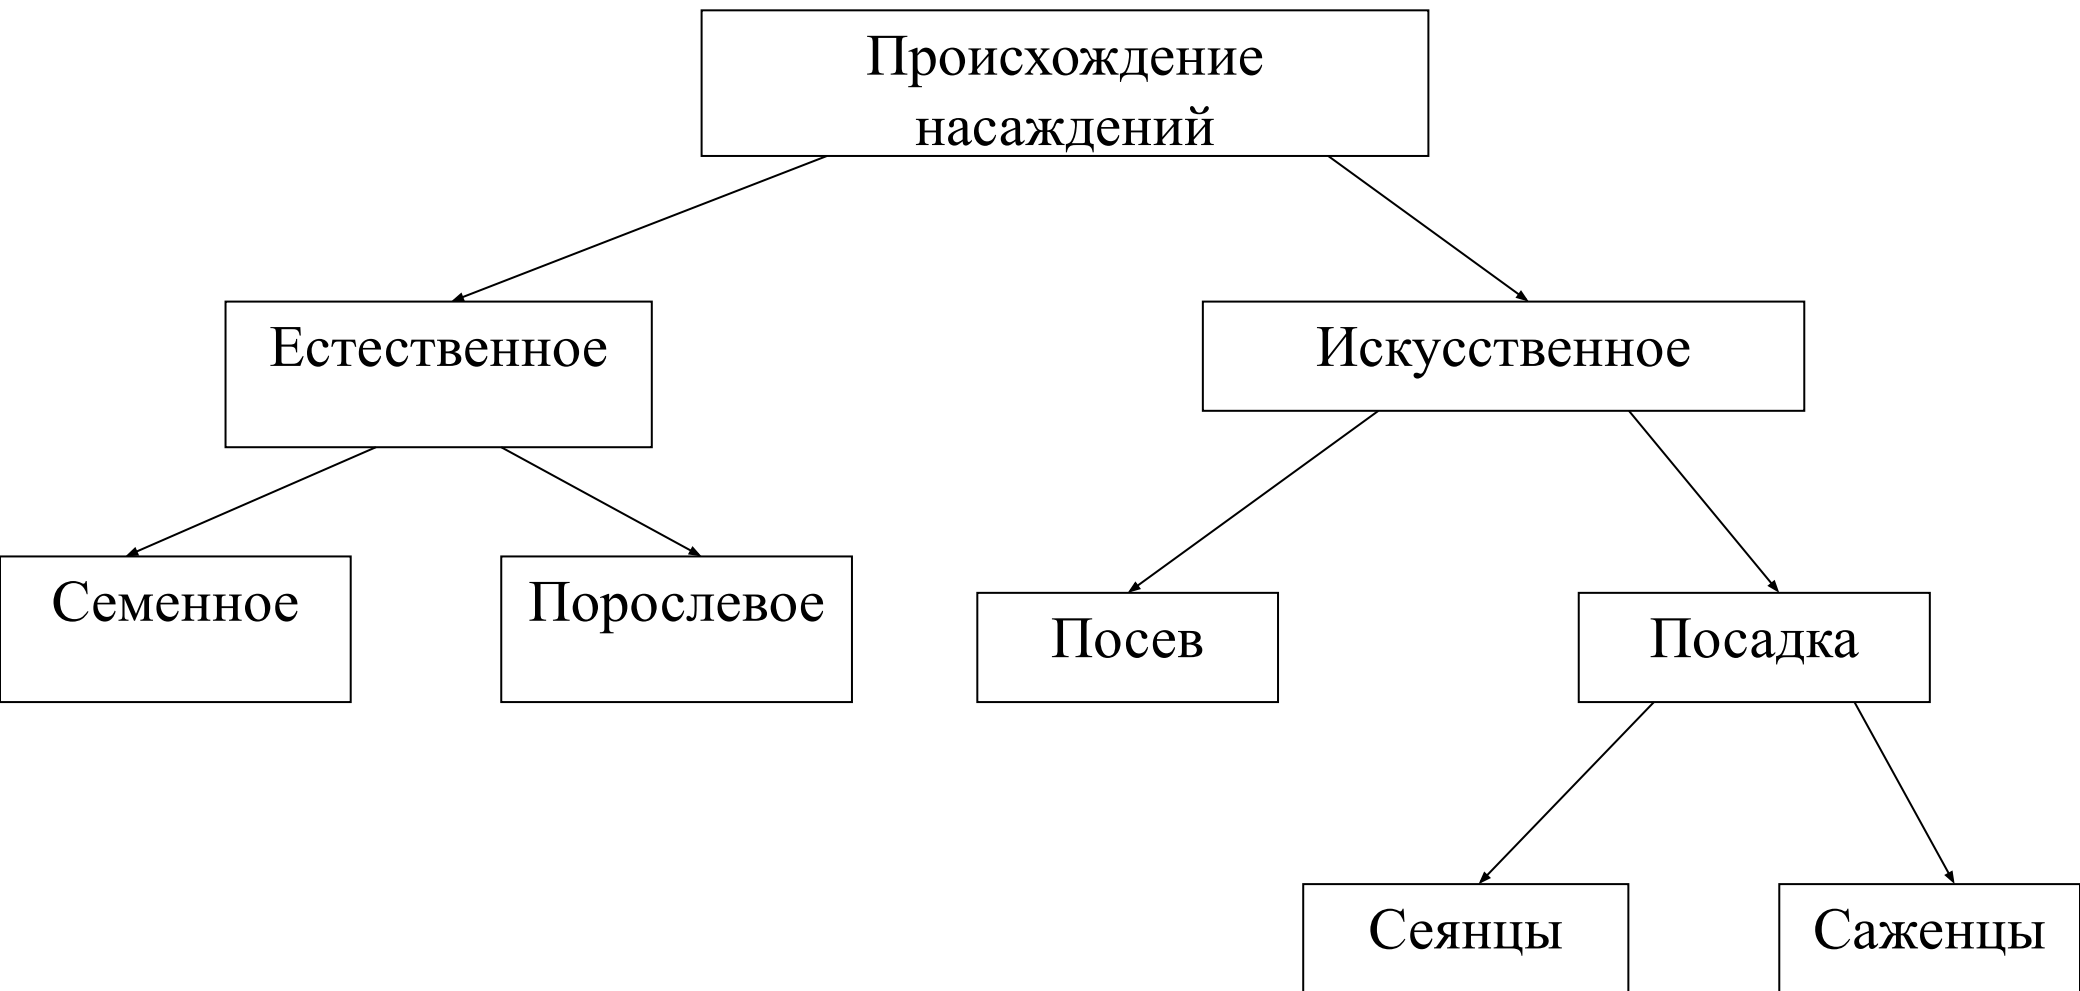 Происхождение
насаждений
Естественное
Искусственное
Семенное
Порослевое
Посев
Посадка
Сеянцы
Саженцы